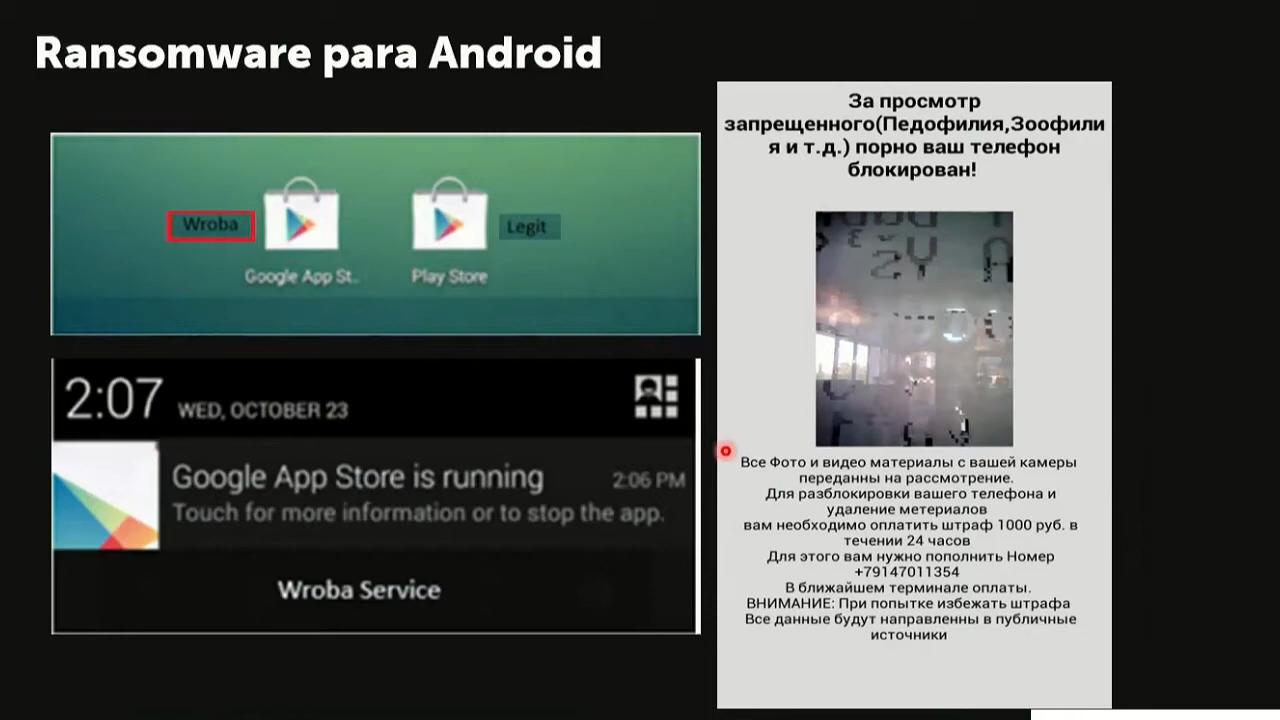 Ransomware para Android
Wroba
Legit
Google App St..
Play Store
2:07
WED, OCTOBER 23
Google App Store is running
2:06 PM
Touch for more information or to stop the app.
Wroba Service
За просмотр
запрещенного(Педофилия,Зоофили
я и т.д.) порно ваш телефон
блокирован!
Все Фото и видео материалы с вашей камеры
переданны на рассмотрение.
Для разблокировки вашего телефона и
удаление метериалов
вам необходимо оплатить штраф 1000 руб. в
течении 24 часов
Для этого вам нужно пополнить Номер
+79147011354
В ближайшем терминале оплаты.
ВНИМАНИЕ: При попытке избежать штрафа
Все данные будут направленны в публичные
источники